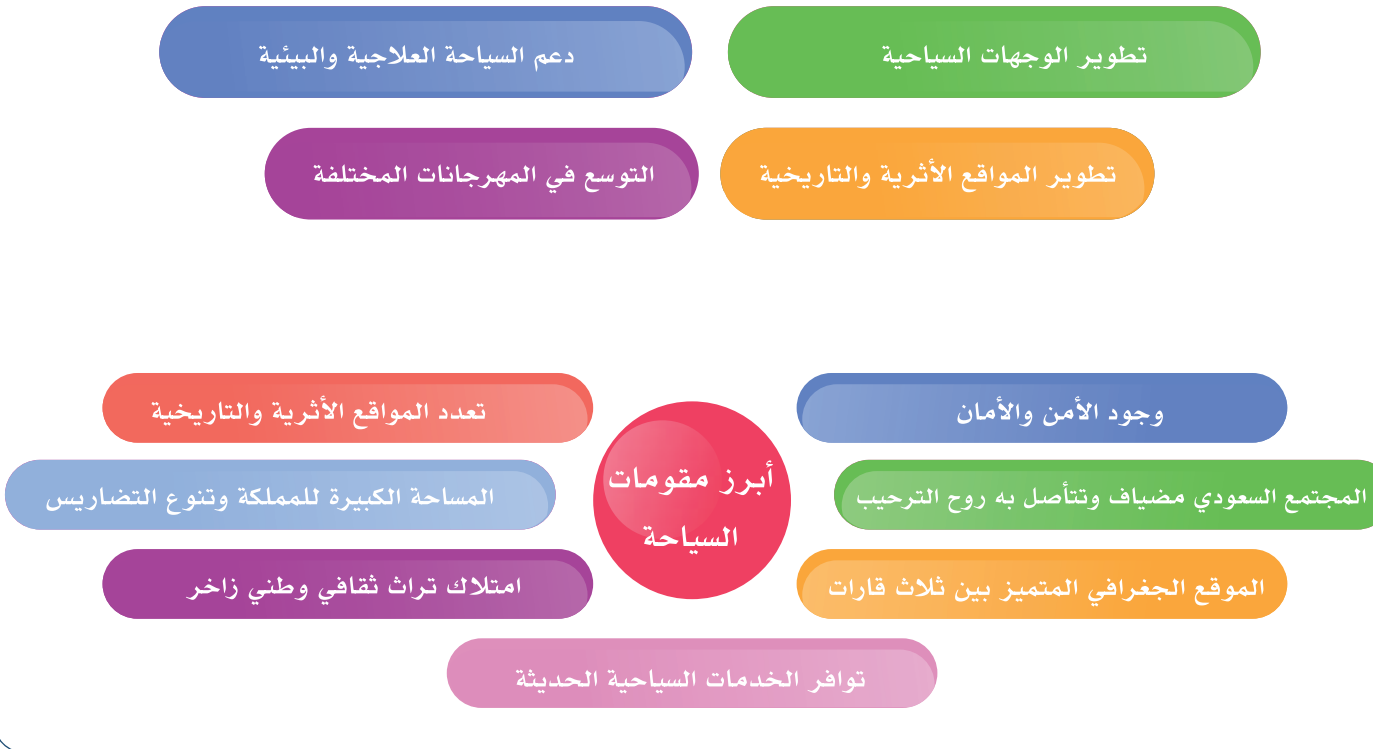 تطوير الوجهات السياحية
دعم السياحة العلاجية والبيئية
تطوير المواقع الأثرية والتاريخية
التوسع في المهرجانات المختلفة
أبرز مقومات
السياحة
وجود الأمن والأمان
تعدد المواقع الأثرية والتاريخية
المجتمع السعودي مضياف وتتأصل به روح الترحيب
المساحة الكبيرة للمملكة وتنوع التضاريس
الموقع الجغرافي المتميز بين ثلاث قارات
امتلاك تراث ثقافي وطني زاخر
توافر الخدمات السياحية الحديثة